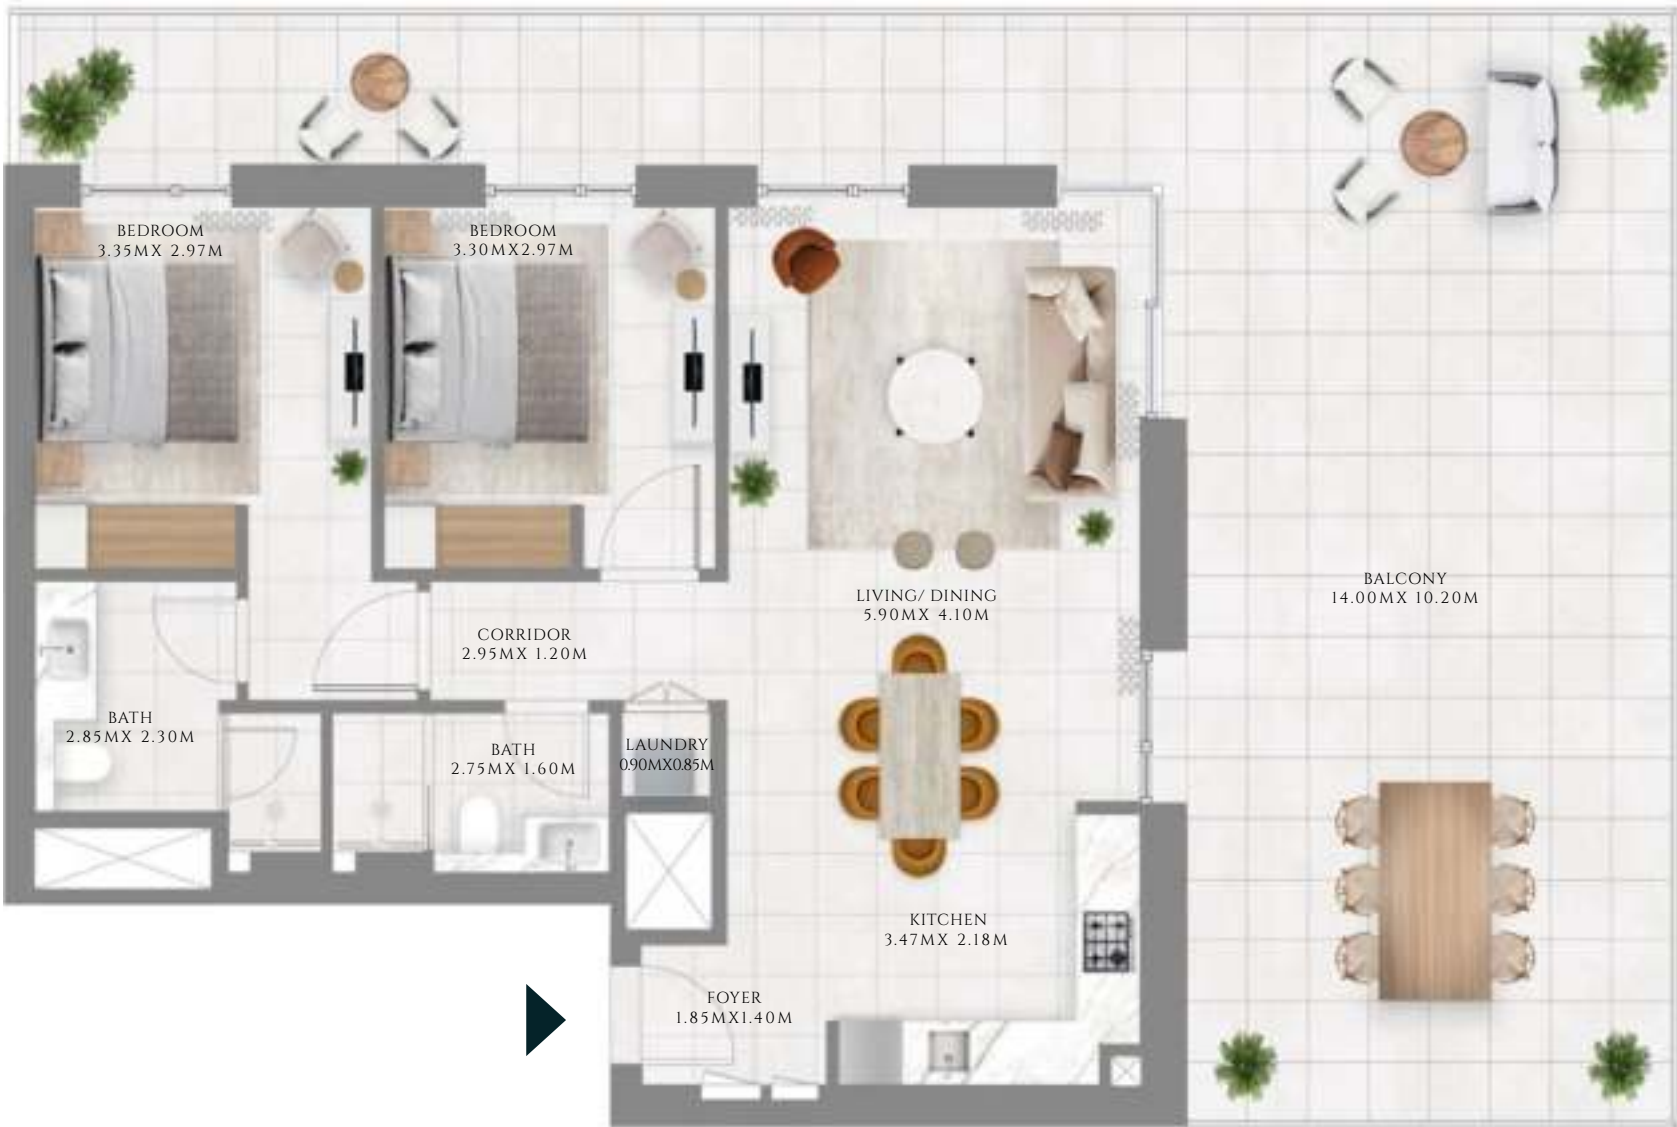 BEDROOM
3.35MX 2.97M
BEDROOM
3.30MX2.97M
LIVING/ DINING
5.90MX 4.10M
BALCONY
14.00MX 10.20M
CORRIDOR
2.95MX 1.20M
BATH
2.85MX 2.30M
BATH
2.75MX 1.60M
LAUNDRY
0.90MX0.85M
KITCHEN
3.47MX 2.18M
FOYER
1.85MX1.40M